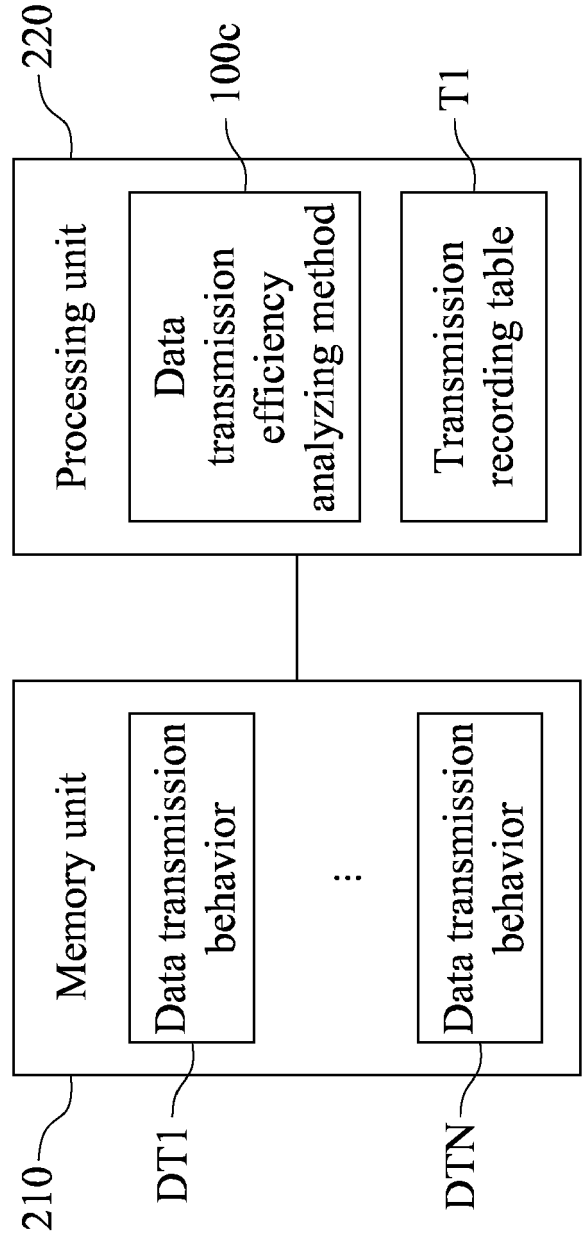 210
Memory unit
DT1
Data transmission
behavior
⋮
DTN
Data transmission
behavior
220
Processing unit
100c
Data
transmission
efficiency
analyzing method
T1
Transmission
recording table